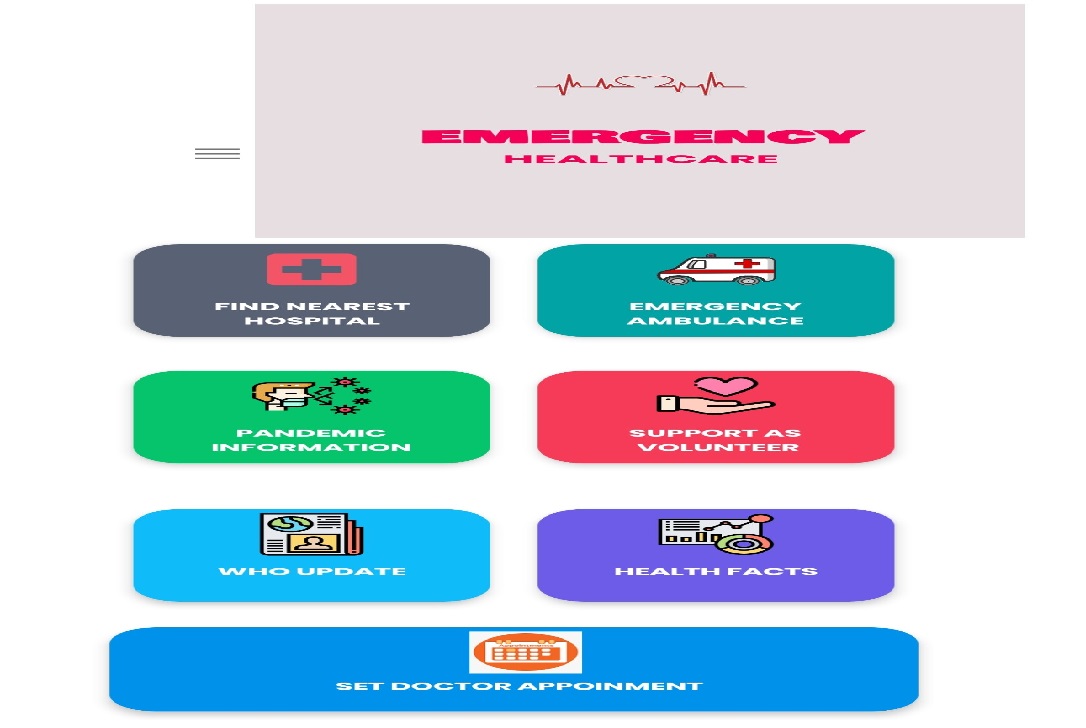 EMERGENCY
HEALTHCARE
FIND NEAREST
HOSPITAL
EMERGENCY
AMBULANCE
PANDEMIC
INFORMATION
SUPPORT AS
VOLUNTEER
WHO UPDATE
HEALTH FACTS
SET DOCTOR APPOINMENT